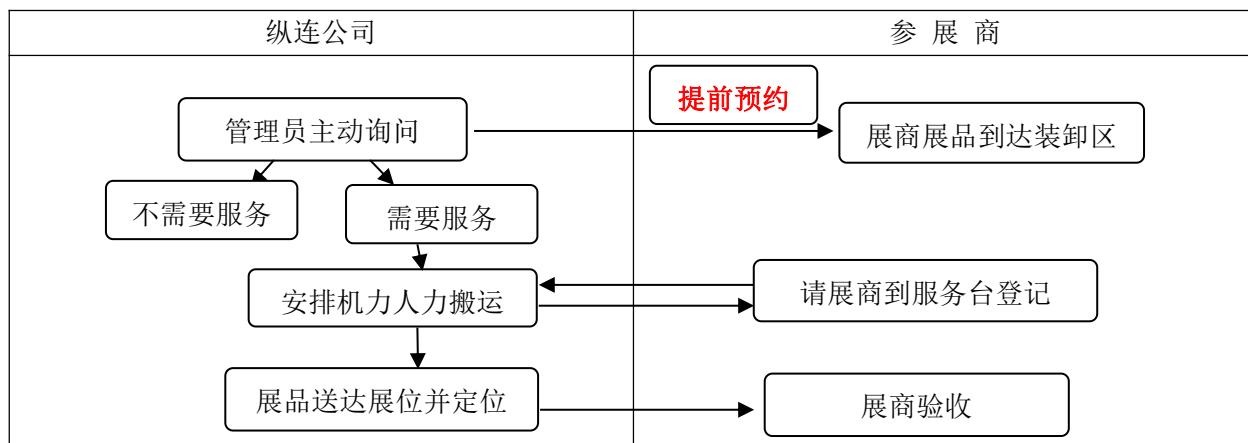 纵连公司
参 展 商
提前预约
管理员主动询问
展商展品到达装卸区
不需要服务
需要服务
安排机力人力搬运
请展商到服务台登记
展品送达展位并定位
展商验收